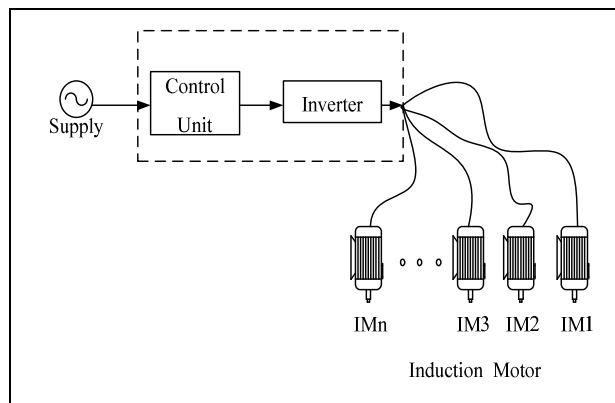 Supply
Control
Unit
Inverter
IMn
IM3
IM2
IM1
Induction Motor